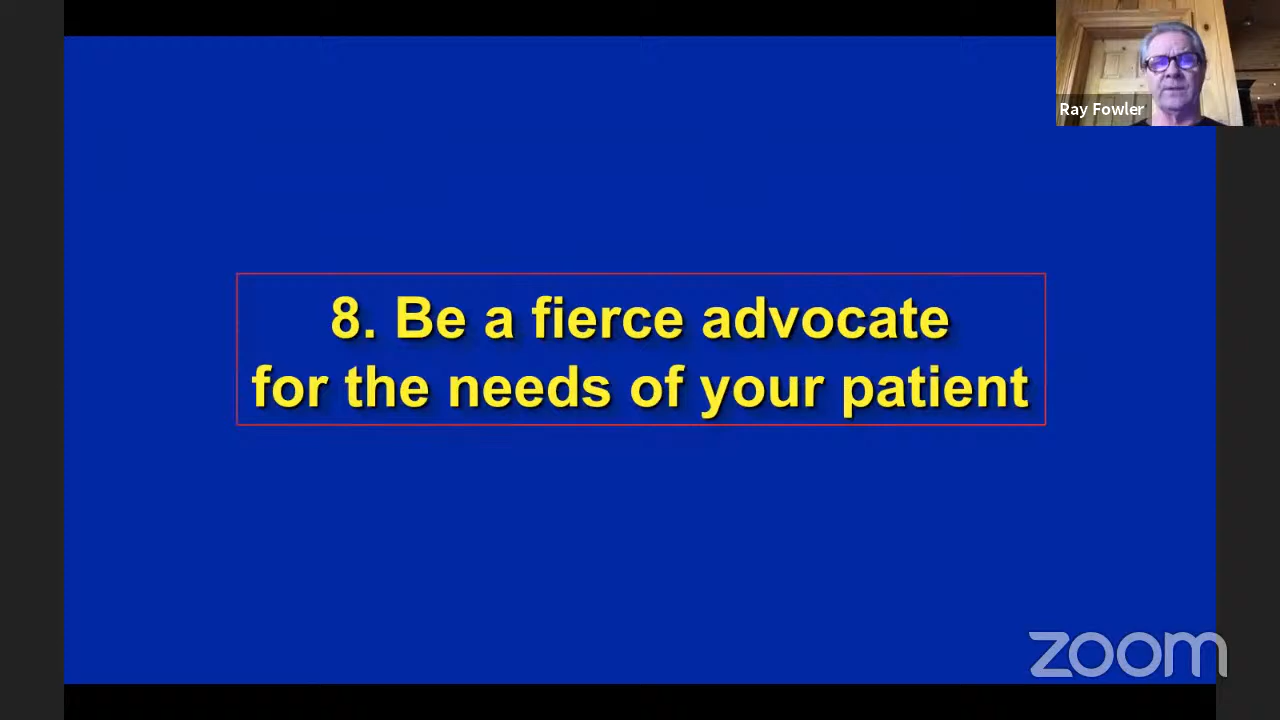 Ray Fowler
8. Be a fierce advocate
for the needs of your patient
zoom